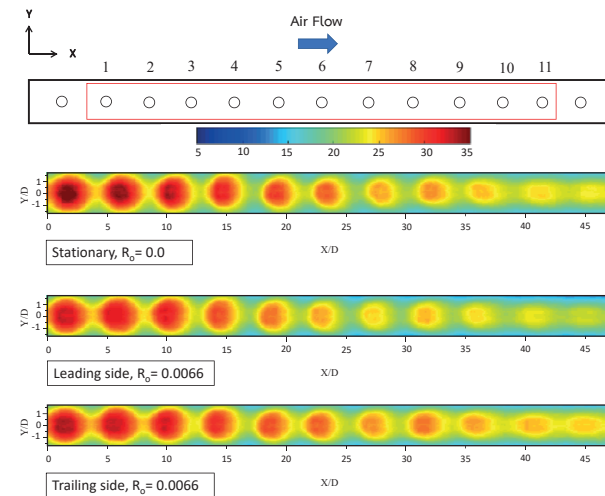 Y
Air Flow
X
1 2 3 4 5 6 7 8 9 10 11
5 10 15 20 25 30 35
Y/D
1
0
-1
0 5 10 15 20 25 30 35 40 45
Stationary, Rₒ= 0.0
X/D
Y/D
1
0
-1
0 5 10 15 20 25 30 35 40 45
Leading side, Rₒ= 0.0066
X/D
Y/D
1
0
-1
0 5 10 15 20 25 30 35 40 45
Trailing side, Rₒ= 0.0066
X/D